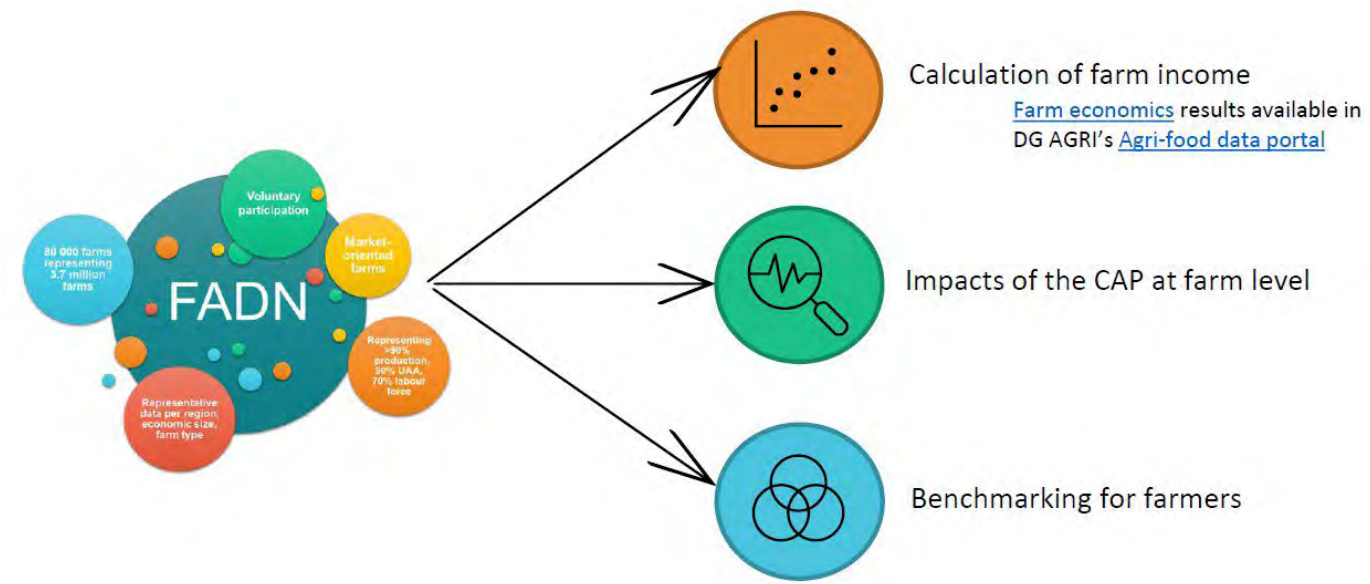 Voluntary
participation
80 000 farms
representing
3.7 million
farms
Market-
oriented
farms
FADN
Representing
>90%
production,
90% UAA,
70% labour
force
Representative
data per region,
economic size,
farm type
Calculation of farm income
Farm economics results available in
DG AGRI's Agri-food data portal
Impacts of the CAP at farm level
Benchmarking for farmers